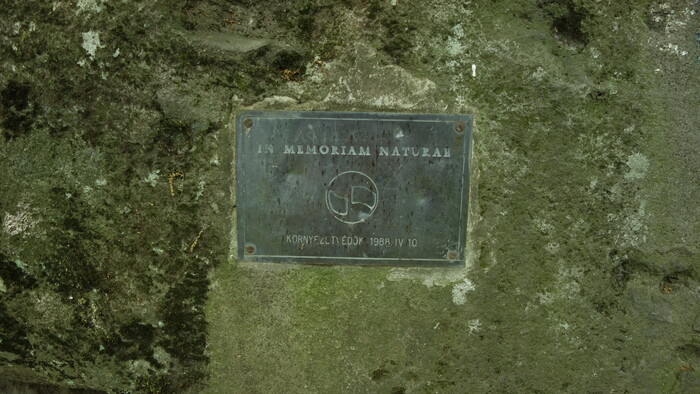 IN MEMORIAM NATURAE
KÖRNYEZETVÉDŐK 1988 IV 10